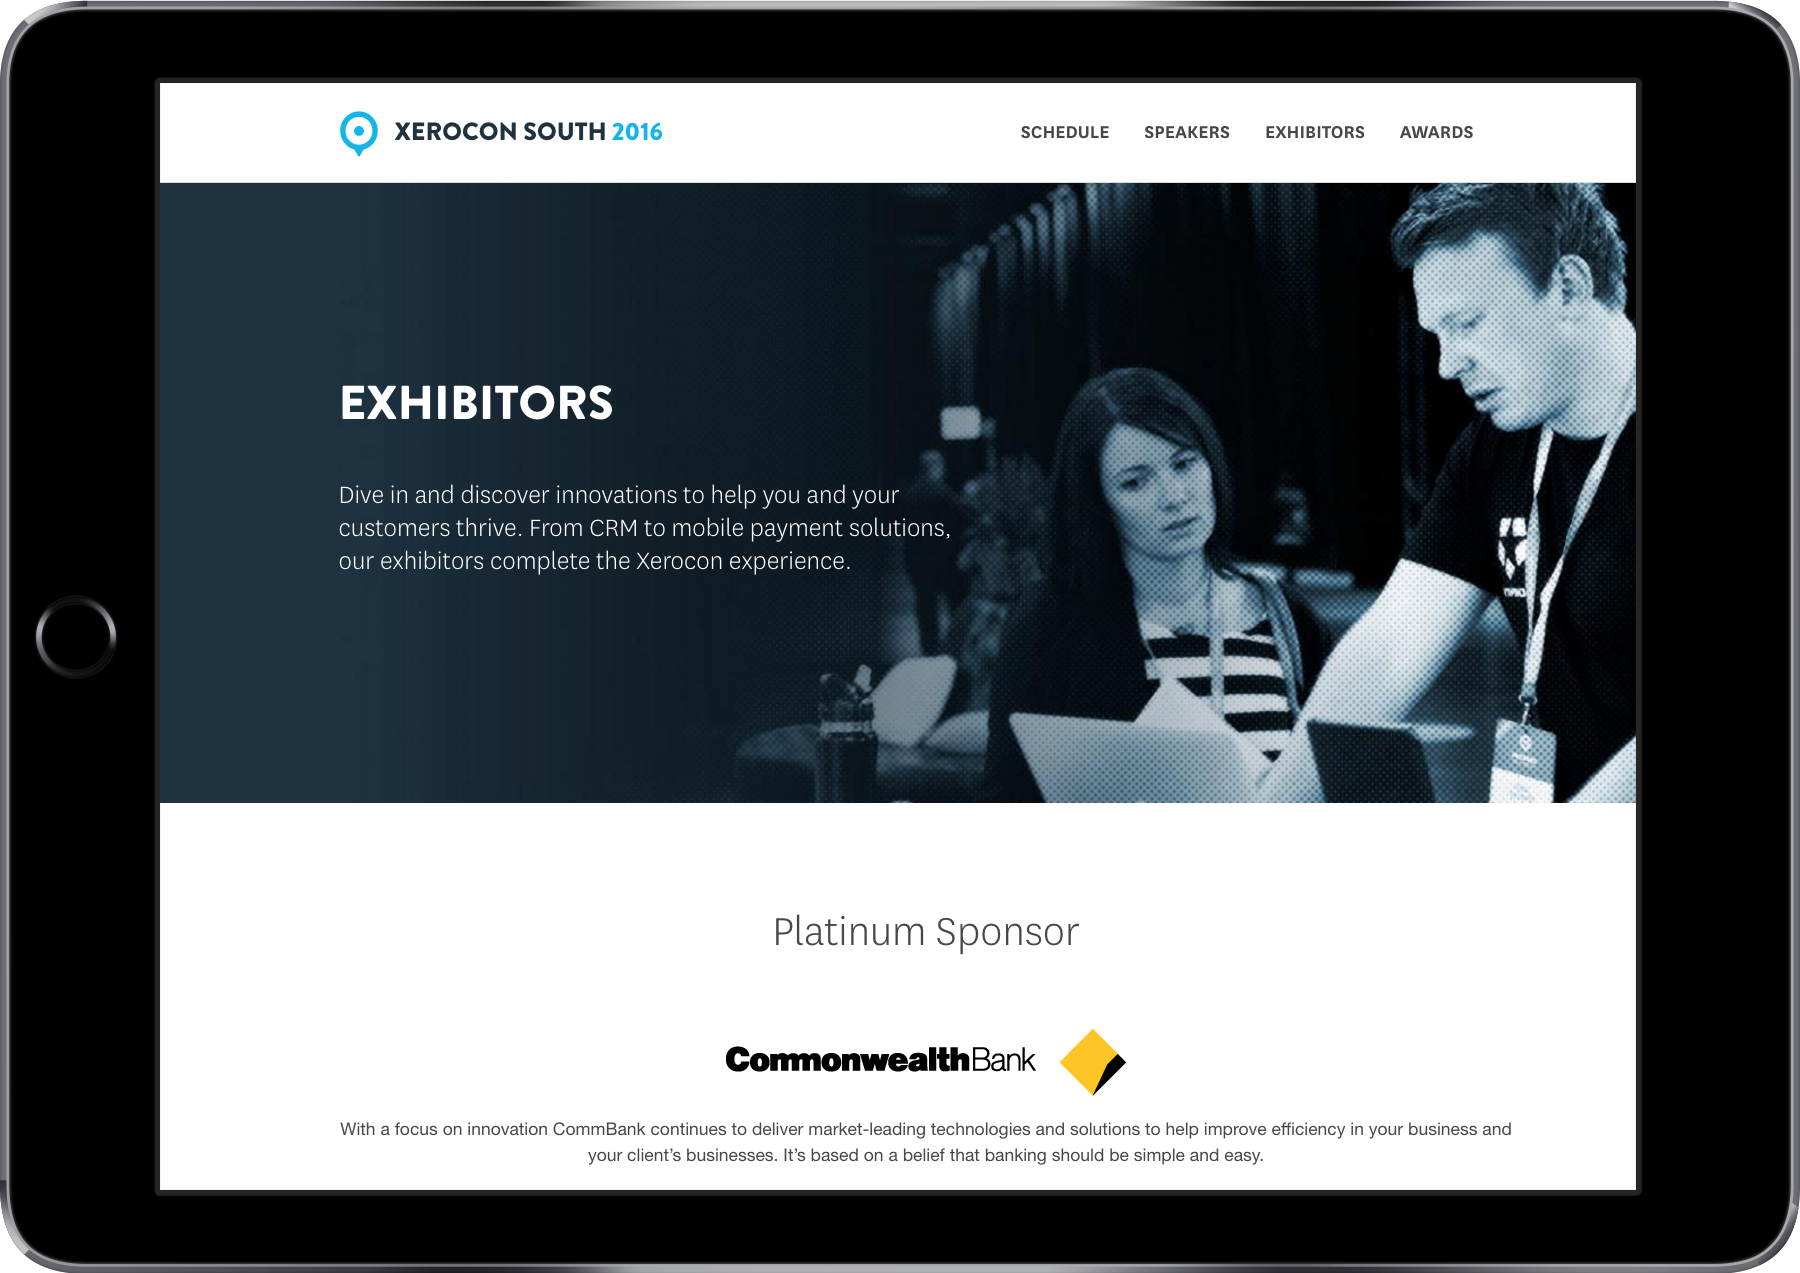 XEROCON SOUTH 2016
SCHEDULE SPEAKERS EXHIBITORS AWARDS
EXHIBITORS
Dive in and discover innovations to help you and your
customers thrive. From CRM to mobile payment solutions,
our exhibitors complete the Xerocon experience.
Platinum Sponsor
CommonwealthBank
With a focus on innovation CommBank continues to deliver market-leading technologies and solutions to help improve efficiency in your business and
your client’s businesses. It’s based on a belief that banking should be simple and easy.